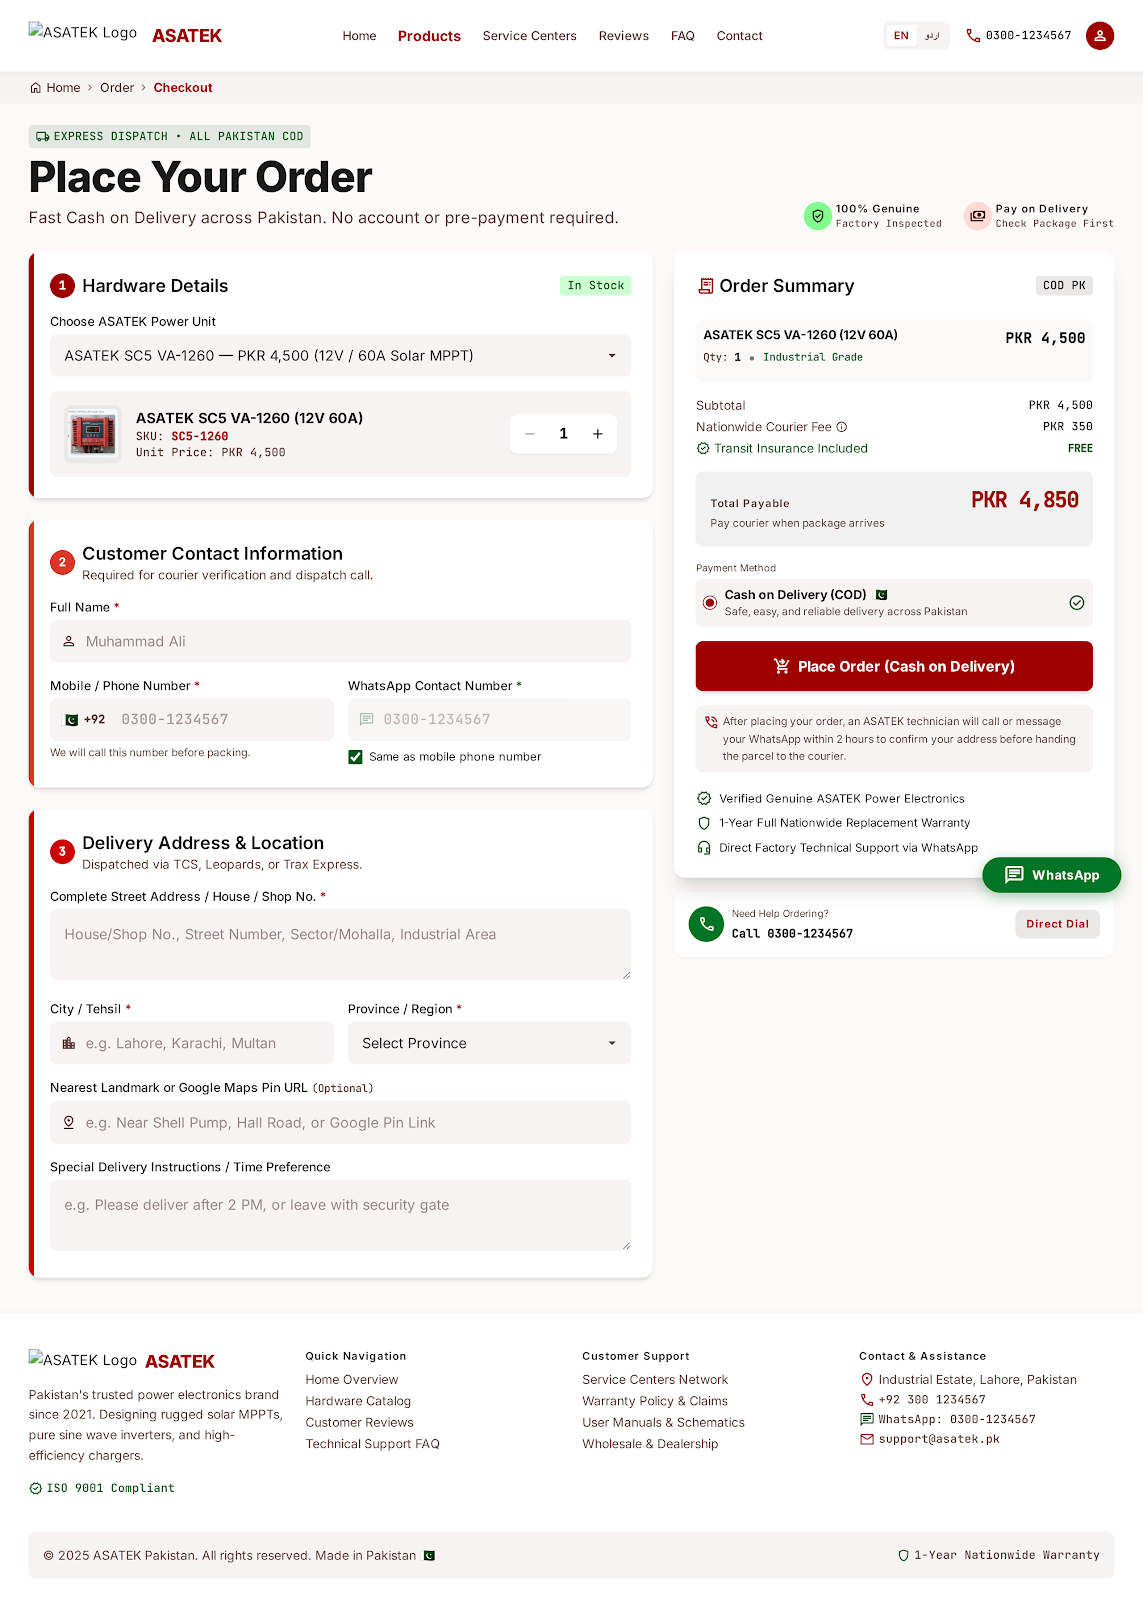 ASATEK Logo ASATEK
Home Products Service Centers Reviews FAQ Contact
EN اردو 0300-1234567
Home > Order > Checkout
EXPRESS DISPATCH • ALL PAKISTAN COD
Place Your Order
Fast Cash on Delivery across Pakistan. No account or pre-payment required.
100% Genuine
Factory Inspected
Pay on Delivery
Check Package First
1 Hardware Details In Stock
Choose ASATEK Power Unit
ASATEK SC5 VA-1260 — PKR 4,500 (12V / 60A Solar MPPT)
ASATEK SC5 VA-1260 (12V 60A)
SKU: SC5-1260
Unit Price: PKR 4,500
− 1 +
2 Customer Contact Information
Required for courier verification and dispatch call.
Full Name *
Muhammad Ali
Mobile / Phone Number *
+92 0300-1234567
We will call this number before packing.
WhatsApp Contact Number *
0300-1234567
Same as mobile phone number
3 Delivery Address & Location
Dispatched via TCS, Leopards, or Trax Express.
Complete Street Address / House / Shop No. *
House/Shop No., Street Number, Sector/Mohalla, Industrial Area
City / Tehsil *
e.g. Lahore, Karachi, Multan
Province / Region *
Select Province
Nearest Landmark or Google Maps Pin URL (Optional)
e.g. Near Shell Pump, Hall Road, or Google Pin Link
Special Delivery Instructions / Time Preference
e.g. Please deliver after 2 PM, or leave with security gate
Order Summary COD PK
ASATEK SC5 VA-1260 (12V 60A) PKR 4,500
Qty: 1 • Industrial Grade
Subtotal PKR 4,500
Nationwide Courier Fee PKR 350
Transit Insurance Included FREE
Total Payable PKR 4,850
Pay courier when package arrives
Payment Method
Cash on Delivery (COD)
Safe, easy, and reliable delivery across Pakistan
Place Order (Cash on Delivery)
After placing your order, an ASATEK technician will call or message
your WhatsApp within 2 hours to confirm your address before handing
the parcel to the courier.
Verified Genuine ASATEK Power Electronics
1-Year Full Nationwide Replacement Warranty
Direct Factory Technical Support via WhatsApp
WhatsApp
Need Help Ordering?
Call 0300-1234567
Direct Dial
ASATEK Logo ASATEK
Pakistan's trusted power electronics brand
since 2021. Designing rugged solar MPPTs,
pure sine wave inverters, and high-
efficiency chargers.
ISO 9001 Compliant
Quick Navigation
Home Overview
Hardware Catalog
Customer Reviews
Technical Support FAQ
Customer Support
Service Centers Network
Warranty Policy & Claims
User Manuals & Schematics
Wholesale & Dealership
Contact & Assistance
Industrial Estate, Lahore, Pakistan
+92 300 1234567
WhatsApp: 0300-1234567
support@asatek.pk
© 2025 ASATEK Pakistan. All rights reserved. Made in Pakistan
1-Year Nationwide Warranty